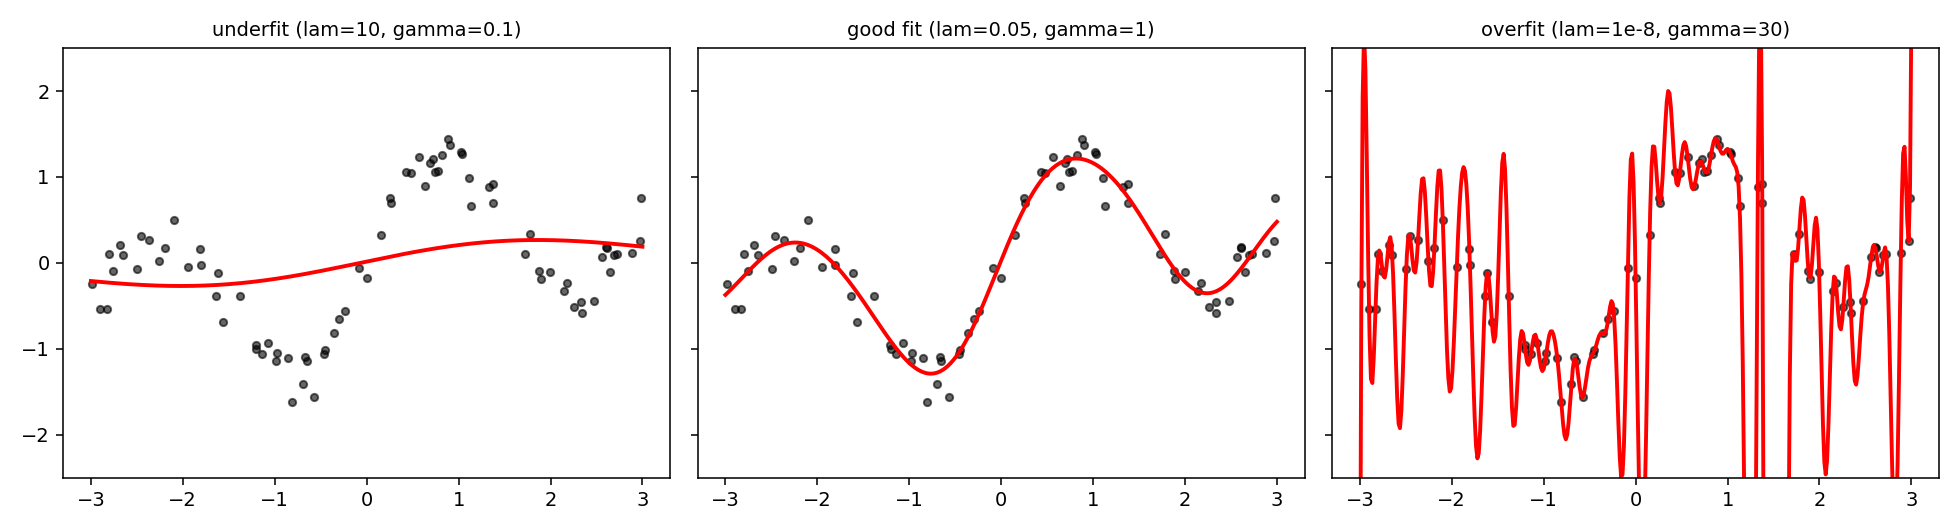 underfit (lam=10, gamma=0.1)
good fit (lam=0.05, gamma=1)
overfit (lam=1e-8, gamma=30)
2
1
0
−1
−2
−3 −2 −1 0 1 2 3
−3 −2 −1 0 1 2 3
−3 −2 −1 0 1 2 3